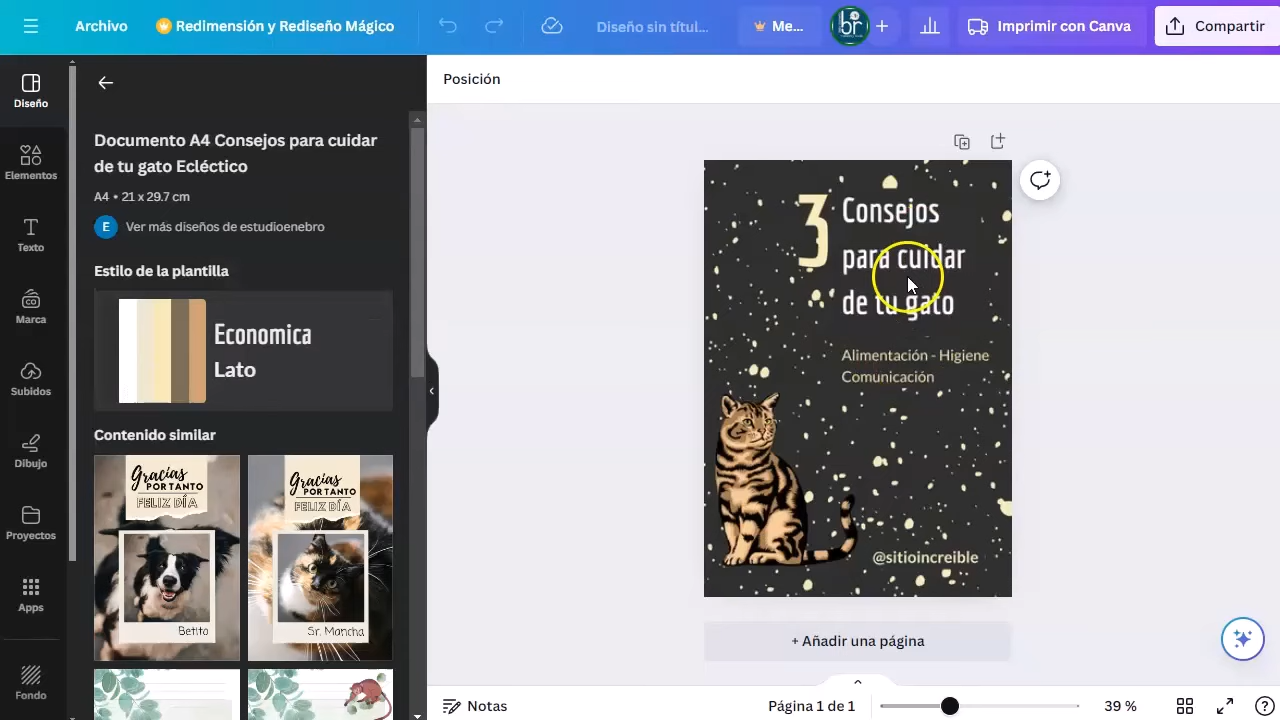 Archivo
Redimensión y Rediseño Mágico
Diseño sin títul...
Me...
br
Imprimir con Canva
Compartir
Diseño
Elementos
Texto
Marca
Subidos
Dibujo
Proyectos
Apps
Fondo
Documento A4 Consejos para cuidar
de tu gato Ecléctico
A4 • 21 x 29.7 cm
E
Ver más diseños de estudioenebro
Estilo de la plantilla
Economica
Lato
Contenido similar
Gracias
POR TANTO
FELIZ DÍA
Betito
Gracias
POR TANTO
FELIZ DÍA
Sr. Mancha
Posición
3
Consejos
para cuidar
de tu gato
Alimentación - Higiene
Comunicación
@sitioincreible
+ Añadir una página
Notas
Página 1 de 1
39 %